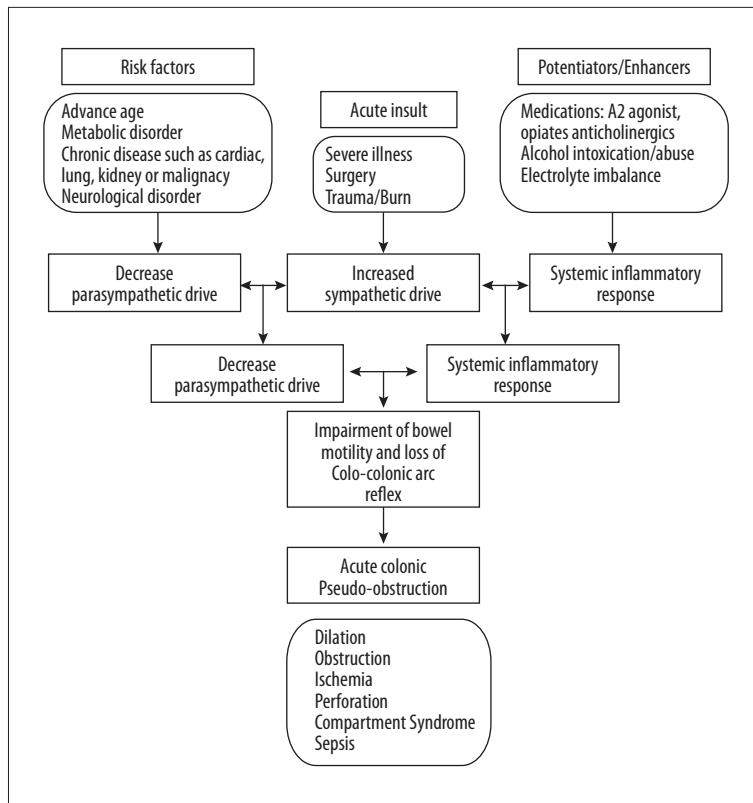 Risk factors
Advance age
Metabolic disorder
Chronic disease such as cardiac,
lung, kidney or malignacy
Neurological disorder
Acute insult
Severe illness
Surgery
Trauma/Burn
Potentiators/Enhancers
Medications: A2 agonist,
opiates anticholinergics
Alcohol intoxication/abuse
Electrolyte imbalance
Decrease
parasympathetic drive
Increased
sympathetic drive
Systemic inflammatory
response
Decrease
parasympathetic drive
Systemic inflammatory
response
Impairment of bowel
motility and loss of
Colo-colonic arc
reflex
Acute colonic
Pseudo-obstruction
Dilation
Obstruction
Ischemia
Perforation
Compartment Syndrome
Sepsis